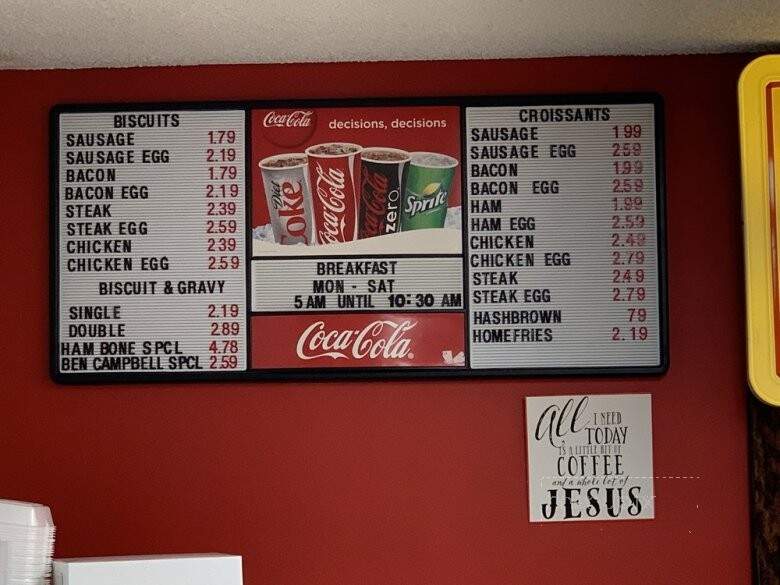 BISCUITS
SAUSAGE 1.79
SAUSAGE EGG 2.19
BACON 1.79
BACON EGG 2.19
STEAK 2.39
STEAK EGG 2.59
CHICKEN 2.39
CHICKEN EGG 2.59
BISCUIT & GRAVY
SINGLE 2.19
DOUBLE 2.89
HAM BONE SPCL 4.78
BEN CAMPBELL SPCL 2.59
Coca-Cola decisions, decisions
Diet Coke
Coca-Cola
Coca-Cola zero
Sprite
BREAKFAST
MON - SAT
5 AM UNTIL 10:30 AM
Coca-Cola
CROISSANTS
SAUSAGE 1 99
SAUSAGE EGG 2.59
BACON 1.99
BACON EGG 2.59
HAM 1.99
HAM EGG 2.59
CHICKEN 2.49
CHICKEN EGG 2.79
STEAK 2 4 9
STEAK EGG 2.79
HASHBROWN 79
HOMEFRIES 2.19
All I NEED
TODAY
IS A LITTLE BIT OF
COFFEE
and a whole lot of
JESUS